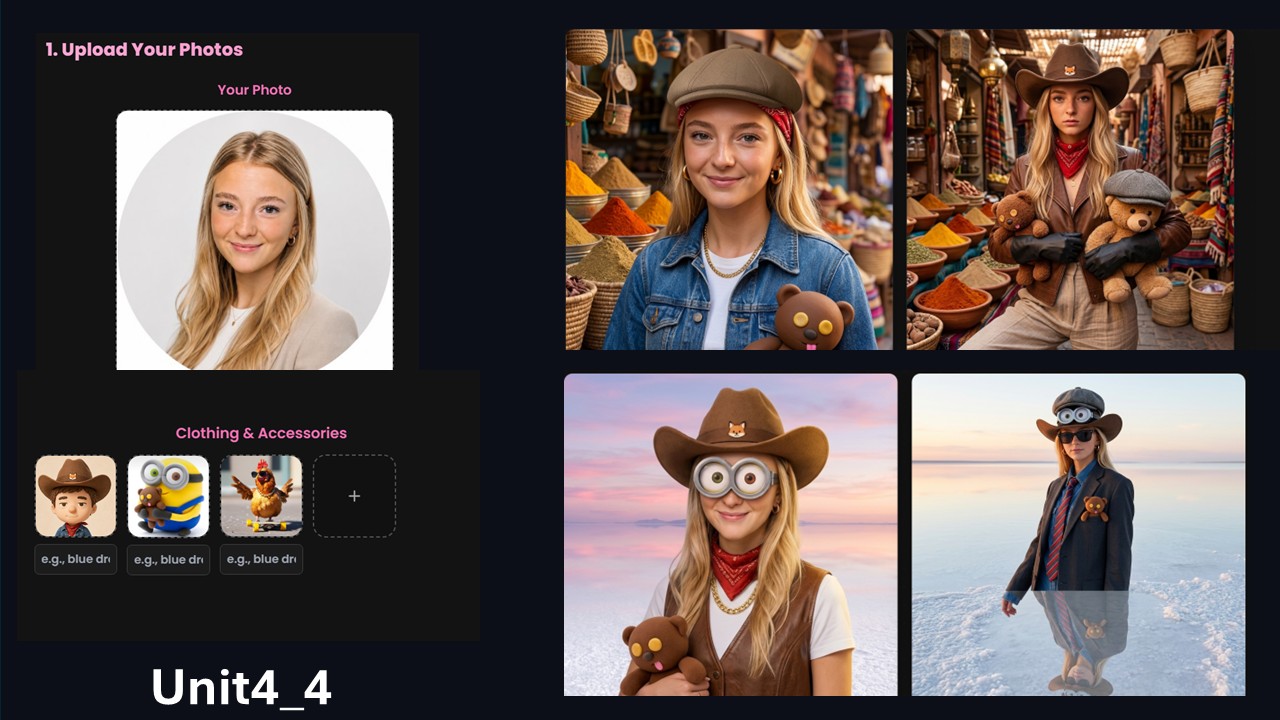 1. Upload Your Photos
Your Photo
Clothing & Accessories
+
e.g., blue dr
e.g., blue dr
e.g., blue dr
Unit4_4